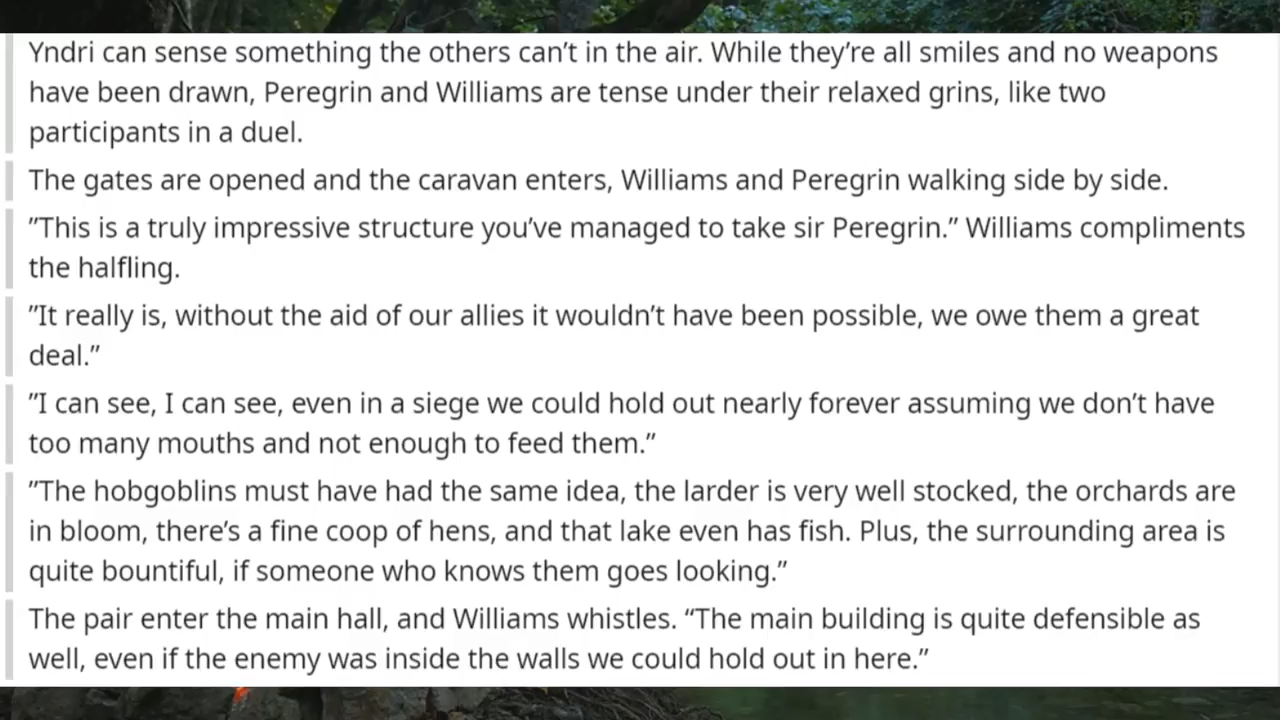 Yndri can sense something the others can’t in the air. While they’re all smiles and no weapons
have been drawn, Peregrin and Williams are tense under their relaxed grins, like two
participants in a duel.
The gates are opened and the caravan enters, Williams and Peregrin walking side by side.
”This is a truly impressive structure you’ve managed to take sir Peregrin.” Williams compliments
the halfling.
”It really is, without the aid of our allies it wouldn’t have been possible, we owe them a great
deal.”
”I can see, I can see, even in a siege we could hold out nearly forever assuming we don’t have
too many mouths and not enough to feed them.”
”The hobgoblins must have had the same idea, the larder is very well stocked, the orchards are
in bloom, there’s a fine coop of hens, and that lake even has fish. Plus, the surrounding area is
quite bountiful, if someone who knows them goes looking.”
The pair enter the main hall, and Williams whistles. “The main building is quite defensible as
well, even if the enemy was inside the walls we could hold out in here.”